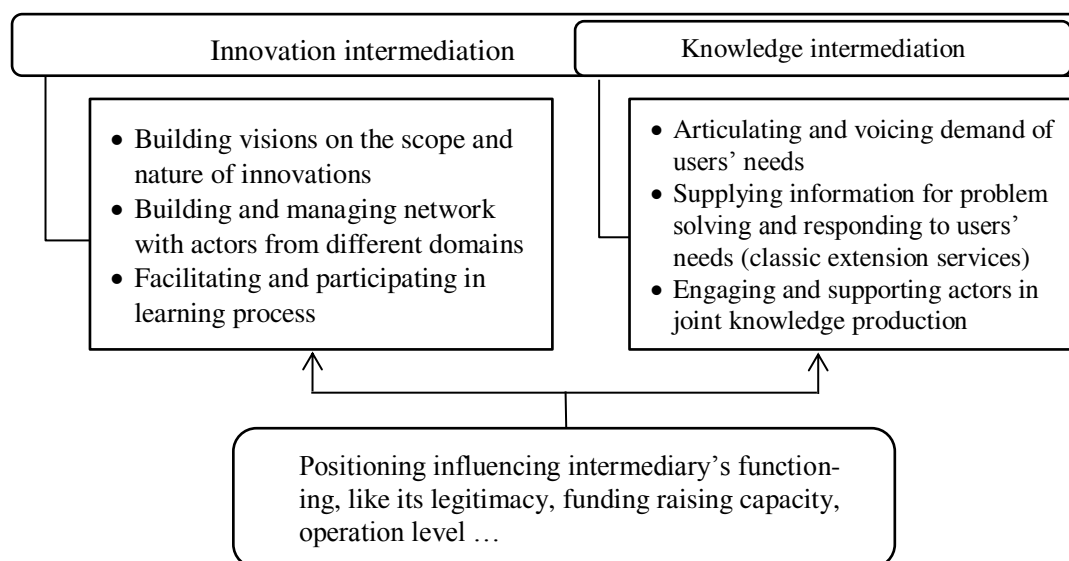 Innovation intermediation
Knowledge intermediation
• Building visions on the scope and
nature of innovations
• Building and managing network
with actors from different domains
• Facilitating and participating in
learning process
• Articulating and voicing demand of
users’ needs
• Supplying information for problem
solving and responding to users’
needs (classic extension services)
• Engaging and supporting actors in
joint knowledge production
Positioning influencing intermediary’s function-
ing, like its legitimacy, funding raising capacity,
operation level …